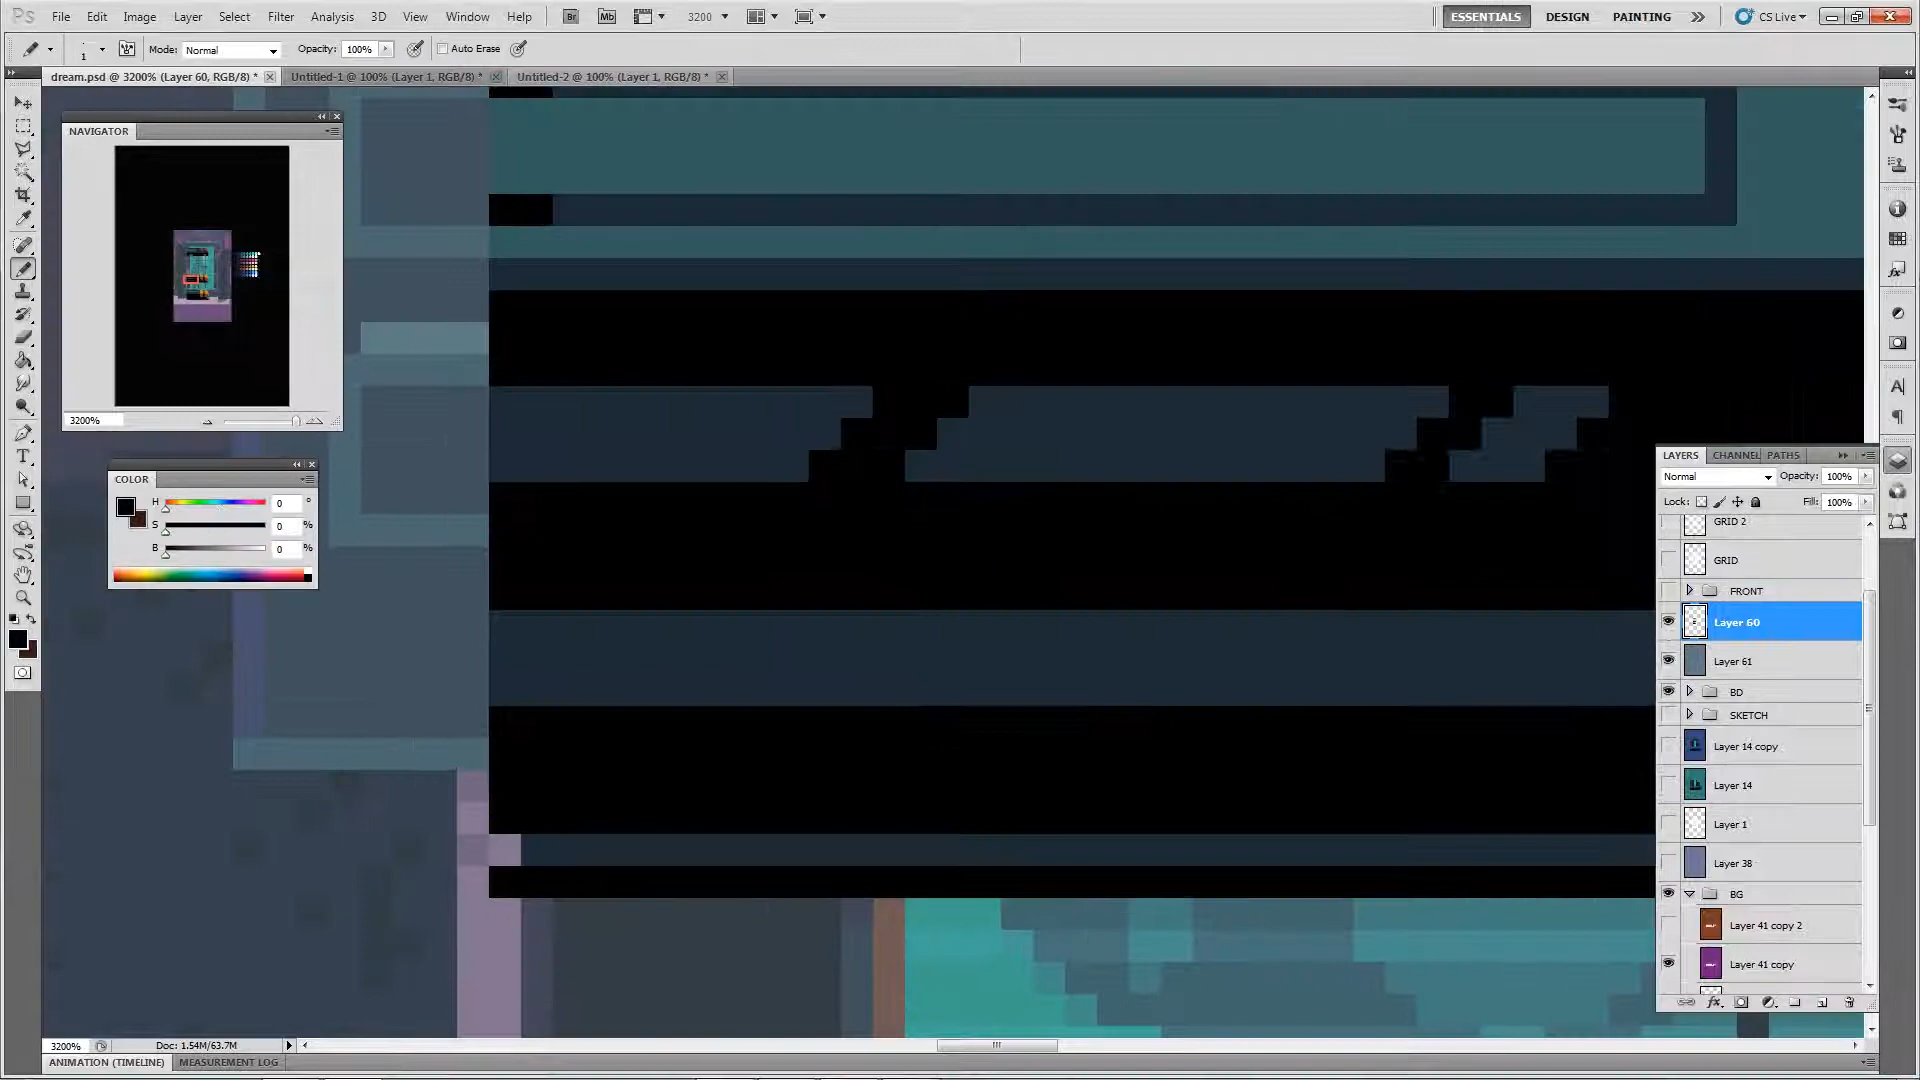 Ps File Edit Image Layer Select Filter Analysis 3D View Window Help Br Mb 3200 ESSENTIALS DESIGN PAINTING CS Live
1 Mode: Normal Opacity: 100% Auto Erase
dream.psd @ 3200% (Layer 60, RGB/8) * Untitled-1 @ 100% (Layer 1, RGB/8) * Untitled-2 @ 100% (Layer 1, RGB/8) *
NAVIGATOR
3200%
COLOR
H 0 °
S 0 %
B 0 %
LAYERS CHANNEL PATHS
Normal Opacity: 100%
Lock: Fill: 100%
GRID 2
GRID
FRONT
Layer 60
Layer 61
BD
SKETCH
Layer 14 copy
Layer 14
Layer 1
Layer 38
BG
Layer 41 copy 2
Layer 41 copy
3200% Doc: 1.54M/63.7M
ANIMATION (TIMELINE) MEASUREMENT LOG